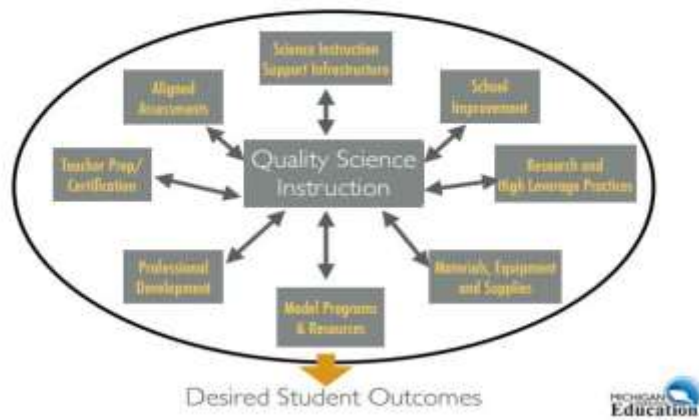 Science Instruction
Support Infrastructure
Aligned
Assessments
School
Improvement
Quality Science
Instruction
Teacher Prep/
Certification
Research and
High Leverage Practices
Professional
Development
Materials, Equipment
and Supplies
Model Programs
& Resources
Desired Student Outcomes
MICHIGAN
Education